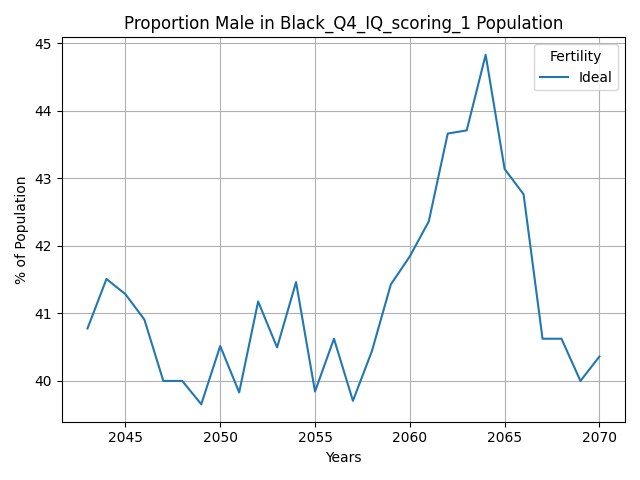 Proportion Male in Black_Q4_IQ_scoring_1 Population
45
44
43
42
41
40
% of Population
Fertility
Ideal
2045
2050
2055
2060
2065
2070
Years